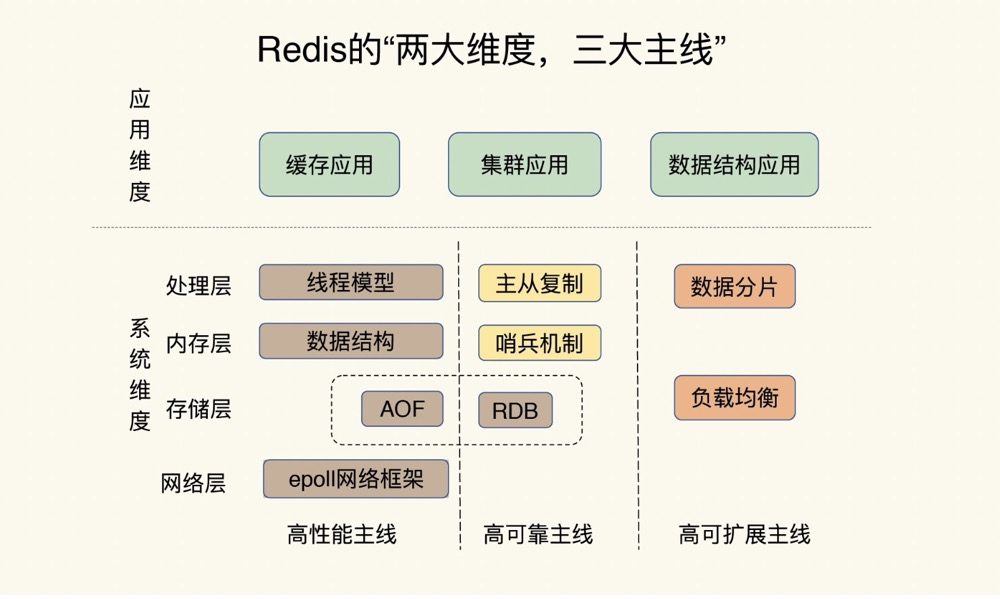 Redis的“两大维度，三大主线”
应用维度
缓存应用
集群应用
数据结构应用
系统维度
处理层
线程模型
主从复制
数据分片
内存层
数据结构
哨兵机制
存储层
AOF
RDB
负载均衡
网络层
epoll网络框架
高性能主线
高可靠主线
高可扩展主线